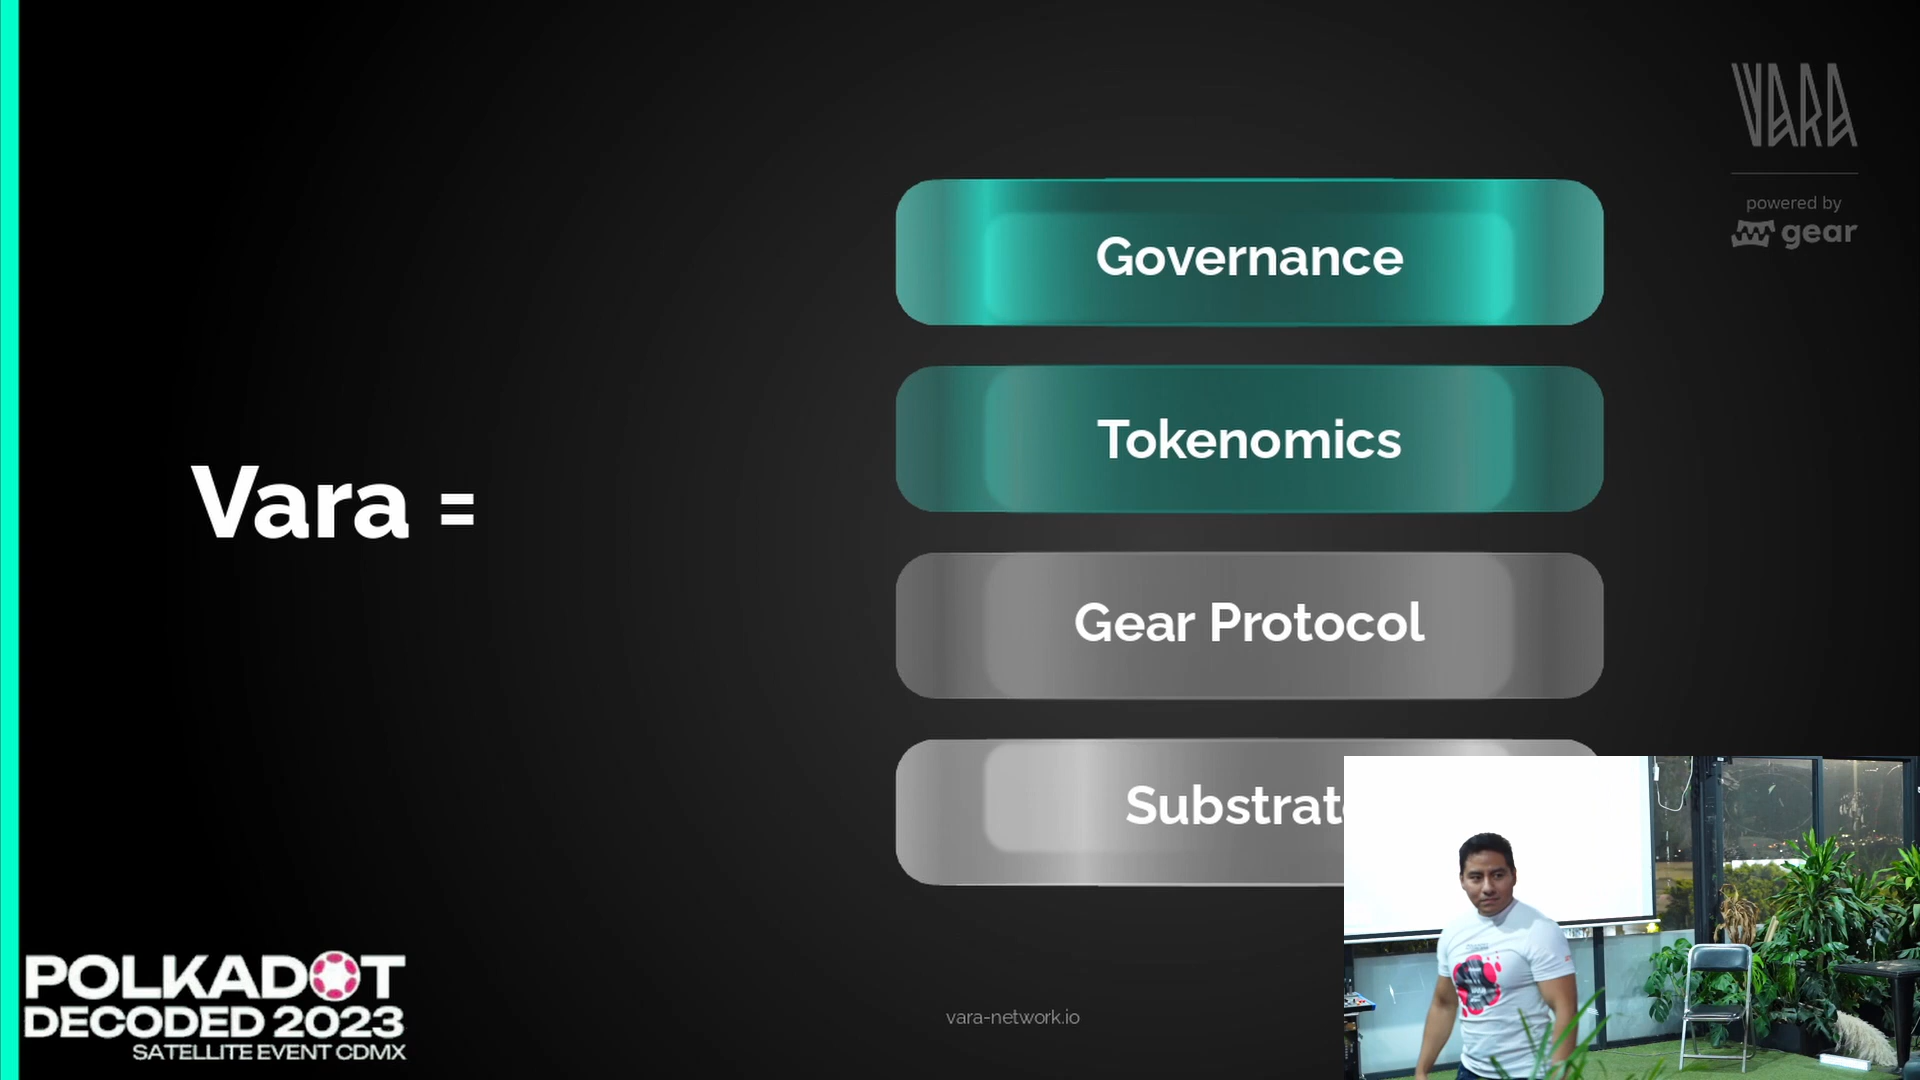 VARA
powered by
gear
Governance
Tokenomics
Vara =
Gear Protocol
Substrat
POLKADOT
DECODED 2023
SATELLITE EVENT CDMX
vara-network.io